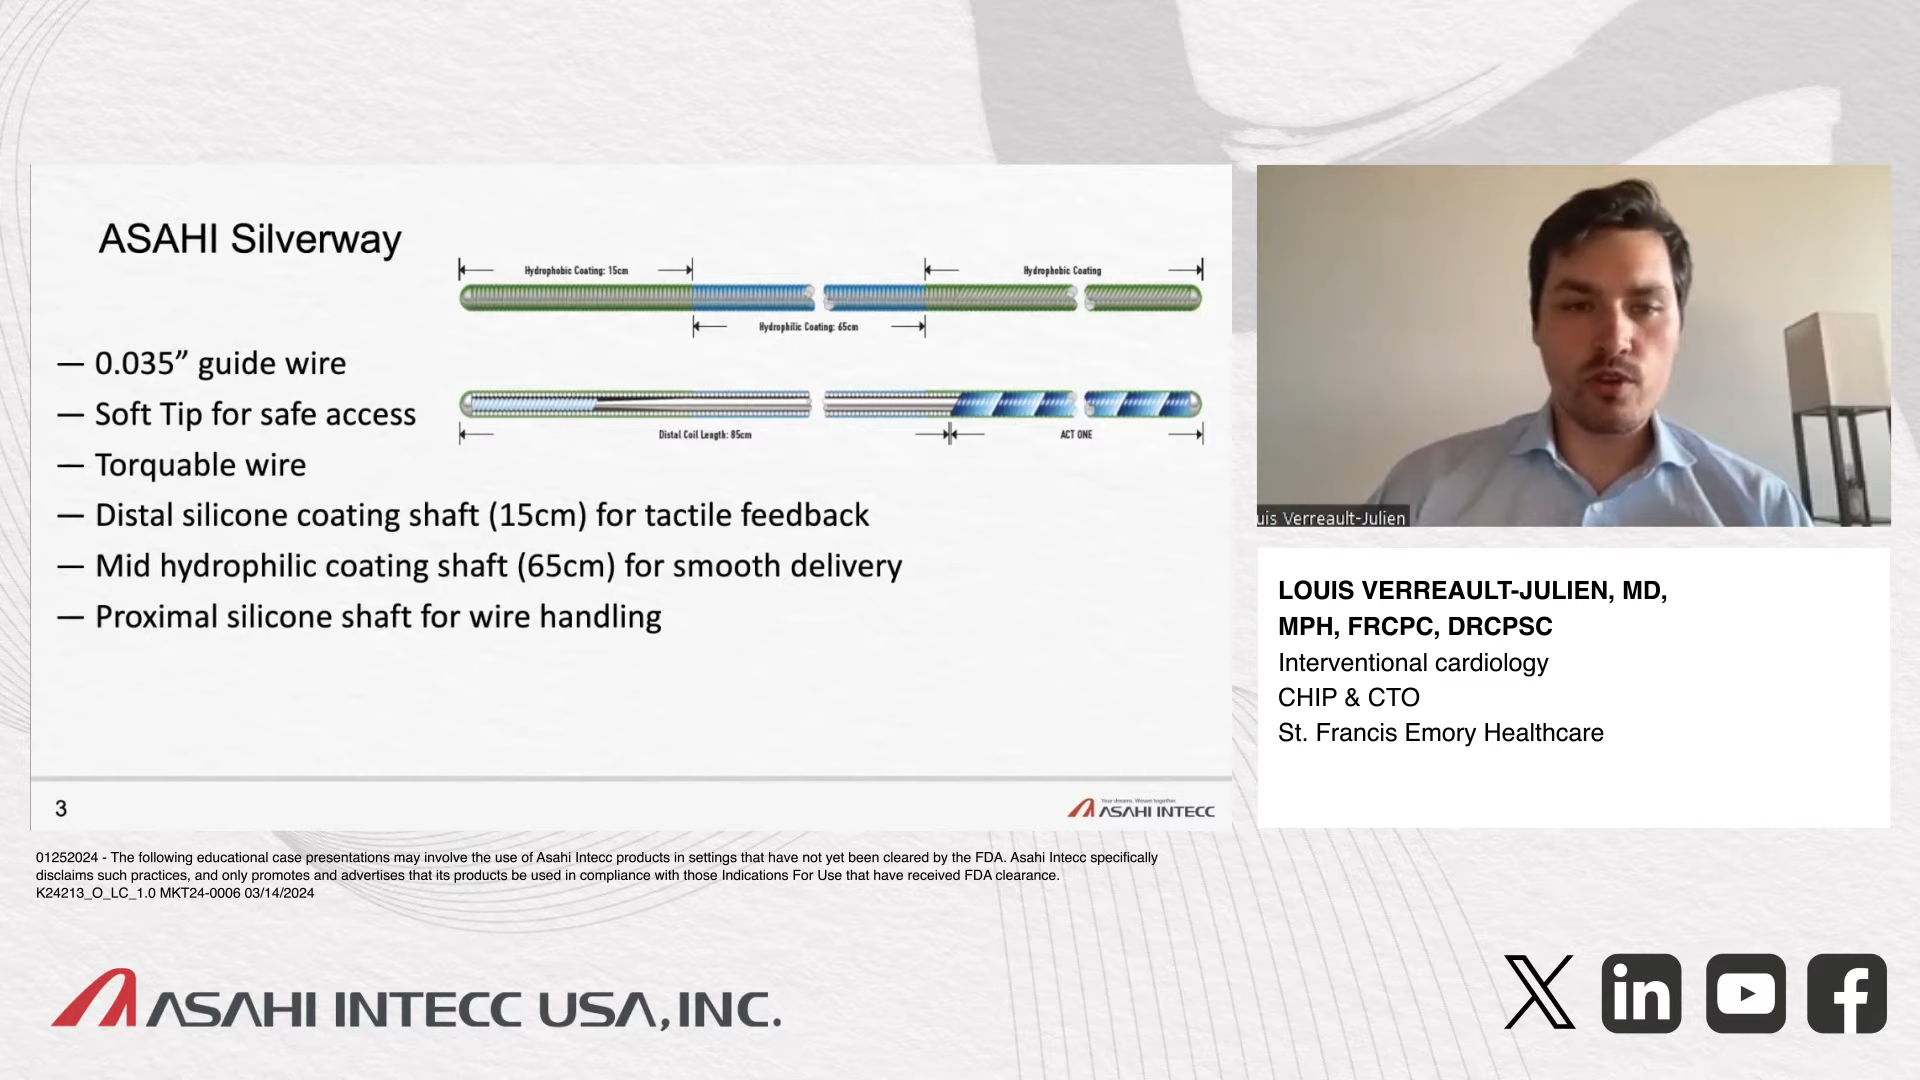 ASAHI Silverway
Hydrophobic Coating: 15cm
Hydrophobic Coating
Hydrophilic Coating: 65cm
Distal Coil Length: 85cm
ACT ONE
— 0.035” guide wire
— Soft Tip for safe access
— Torquable wire
— Distal silicone coating shaft (15cm) for tactile feedback
— Mid hydrophilic coating shaft (65cm) for smooth delivery
— Proximal silicone shaft for wire handling
3
Your dreams. Woven together.
ASAHI INTECC
uis Verreault-Julien
LOUIS VERREAULT-JULIEN, MD,
MPH, FRCPC, DRCPSC
Interventional cardiology
CHIP & CTO
St. Francis Emory Healthcare
01252024 - The following educational case presentations may involve the use of Asahi Intecc products in settings that have not yet been cleared by the FDA. Asahi Intecc specifically
disclaims such practices, and only promotes and advertises that its products be used in compliance with those Indications For Use that have received FDA clearance.
K24213_O_LC_1.0 MKT24-0006 03/14/2024
ASAHI INTECC USA, INC.
X
in
f